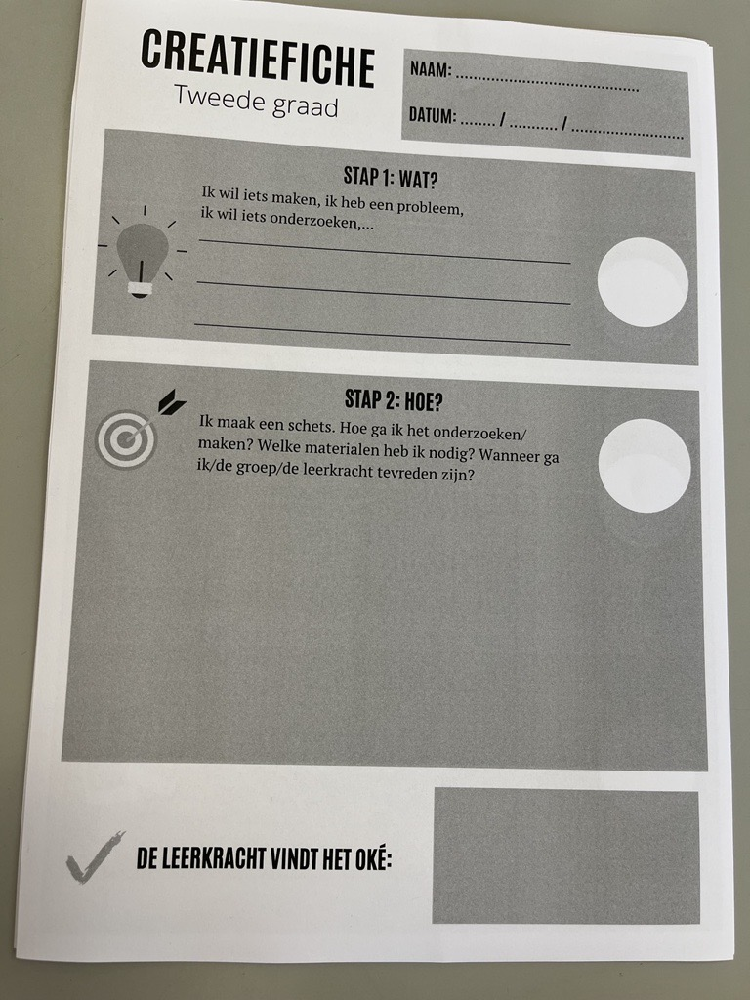 CREATIEFICHE
Tweede graad
NAAM: ..................................................
DATUM: ........ / ........... / ..........................
STAP 1: WAT?
Ik wil iets maken, ik heb een probleem,
ik wil iets onderzoeken,...
STAP 2: HOE?
Ik maak een schets. Hoe ga ik het onderzoeken/
maken? Welke materialen heb ik nodig? Wanneer ga
ik/de groep/de leerkracht tevreden zijn?
DE LEERKRACHT VINDT HET OKÉ: